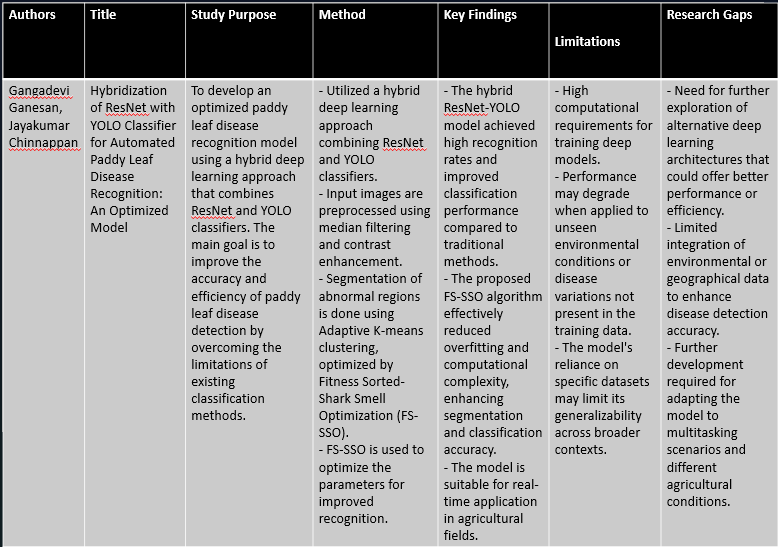 Authors
Title
Study Purpose
Method
Key Findings
Limitations
Research Gaps
Gangadevi
Ganesan,
Jayakumar
Chinnappan
Hybridization
of ResNet with
YOLO Classifier
for Automated
Paddy Leaf
Disease
Recognition:
An Optimized
Model
To develop an
optimized paddy
leaf disease
recognition model
using a hybrid deep
learning approach
that combines
ResNet and YOLO
classifiers. The
main goal is to
improve the
accuracy and
efficiency of paddy
leaf disease
detection by
overcoming the
limitations of
existing
classification
methods.
- Utilized a hybrid
deep learning
approach
combining ResNet
and YOLO
classifiers.
- Input images are
preprocessed using
median filtering
and contrast
enhancement.
- Segmentation of
abnormal regions
is done using
Adaptive K-means
clustering,
optimized by
Fitness Sorted-
Shark Smell
Optimization (FS-
SSO).
- FS-SSO is used to
optimize the
parameters for
improved
recognition.
- The hybrid
ResNet-YOLO
model achieved
high recognition
rates and
improved
classification
performance
compared to
traditional
methods.
- The proposed
FS-SSO algorithm
effectively
reduced
overfitting and
computational
complexity,
enhancing
segmentation
and classification
accuracy.
- The model is
suitable for real-
time application
in agricultural
fields.
- High
computational
requirements for
training deep
models.
- Performance
may degrade
when applied to
unseen
environmental
conditions or
disease
variations not
present in the
training data.
- The model's
reliance on
specific datasets
may limit its
generalizability
across broader
contexts.
- Need for further
exploration of
alternative deep
learning
architectures that
could offer better
performance or
efficiency.
- Limited
integration of
environmental or
geographical data
to enhance
disease detection
accuracy.
- Further
development
required for
adapting the
model to
multitasking
scenarios and
different
agricultural
conditions.